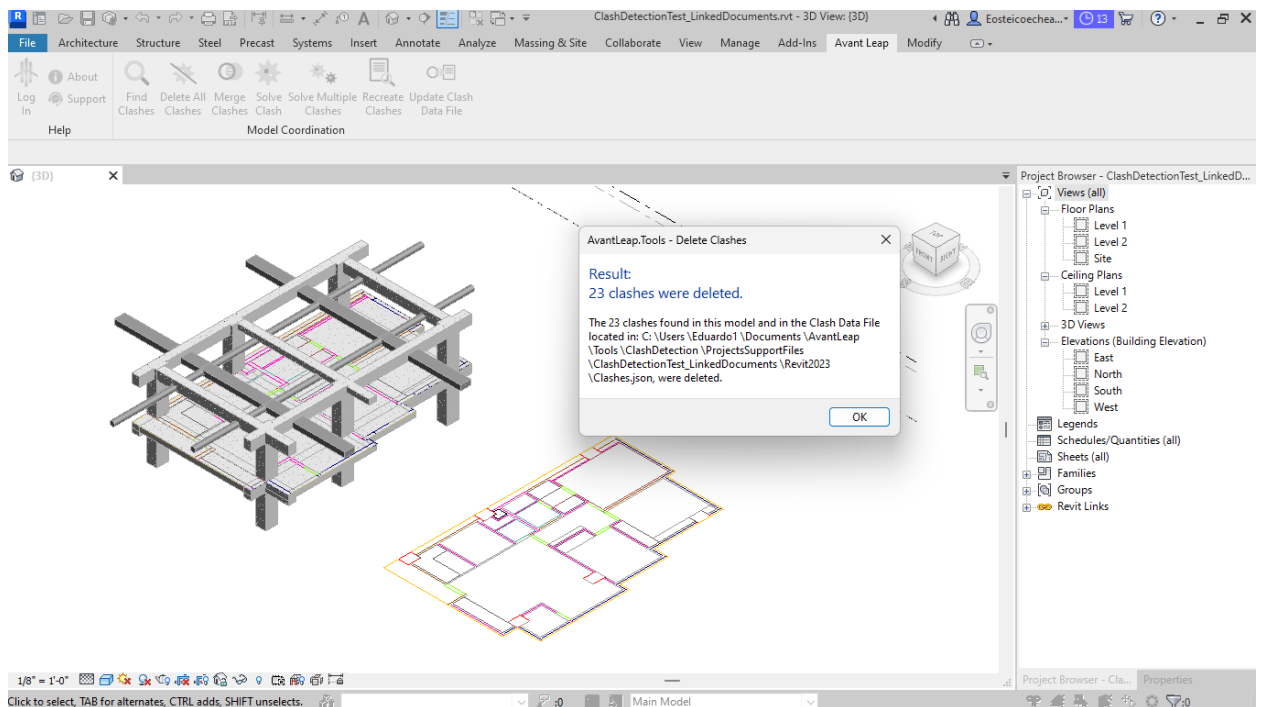 R
ClashDetectionTest_LinkedDocuments.rvt - 3D View: {3D}
Eosteicoechea...
13
File Architecture Structure Steel Precast Systems Insert Annotate Analyze Massing & Site Collaborate View Manage Add-Ins Avant Leap Modify
Log In
About
Support
Find Clashes
Delete All Clashes
Merge Clashes
Solve Clash
Solve Multiple Clashes
Recreate Clashes
Update Clash Data File
Help
Model Coordination
{3D}
AvantLeap.Tools - Delete Clashes
Result:
23 clashes were deleted.
The 23 clashes found in this model and in the Clash Data File
located in: C: \Users \Eduardo1 \Documents \AvantLeap
\Tools \ClashDetection \ProjectsSupportFiles
\ClashDetectionTest_LinkedDocuments \Revit2023
\Clashes.json, were deleted.
OK
TOP
FRONT
RIGHT
Project Browser - ClashDetectionTest_LinkedD...
Views (all)
Floor Plans
Level 1
Level 2
Site
Ceiling Plans
Level 1
Level 2
3D Views
Elevations (Building Elevation)
East
North
South
West
Legends
Schedules/Quantities (all)
Sheets (all)
Families
Groups
Revit Links
1/8" = 1'-0"
Project Browser - Cla... Properties
Click to select, TAB for alternates, CTRL adds, SHIFT unselects.
:0
Main Model
:0